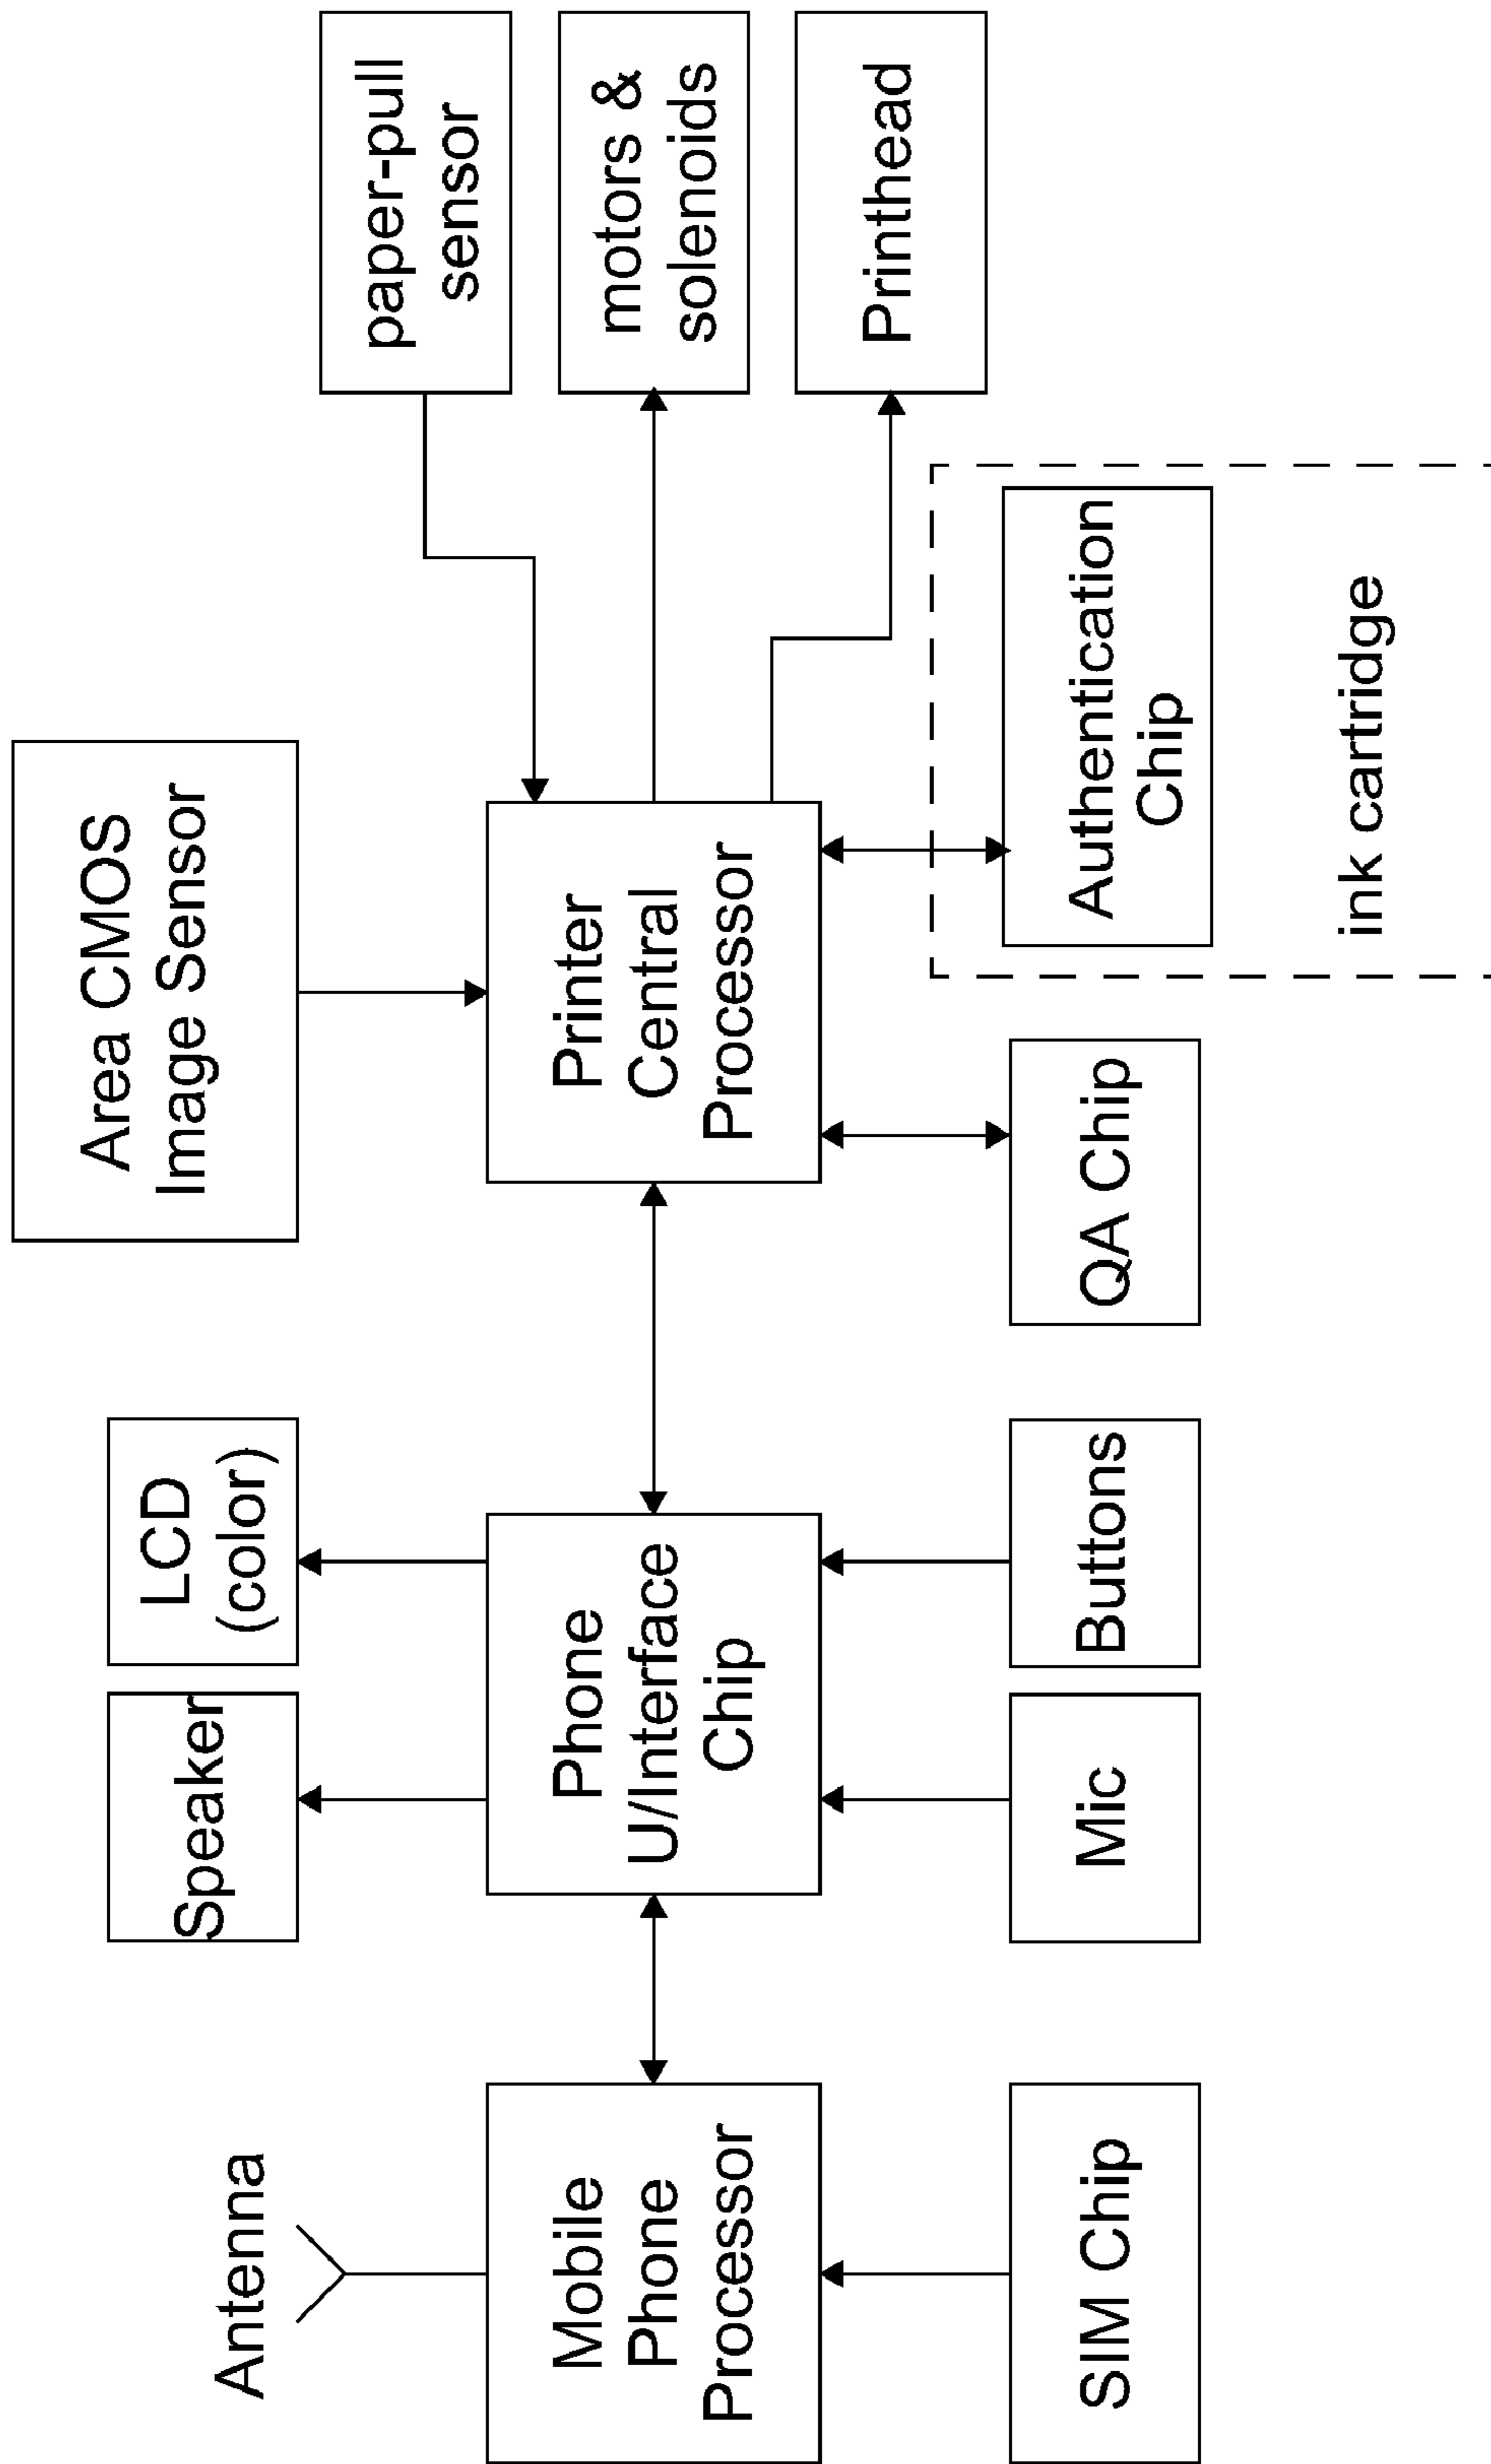 Antenna
Mobile
Phone
Processor
SIM Chip
Speaker
LCD
(color)
Phone
U/Interface
Chip
Mic
Buttons
Area CMOS
Image Sensor
Printer
Central
Processor
QA Chip
Authentication
Chip
ink cartridge
paper-pull
sensor
motors &
solenoids
Printhead